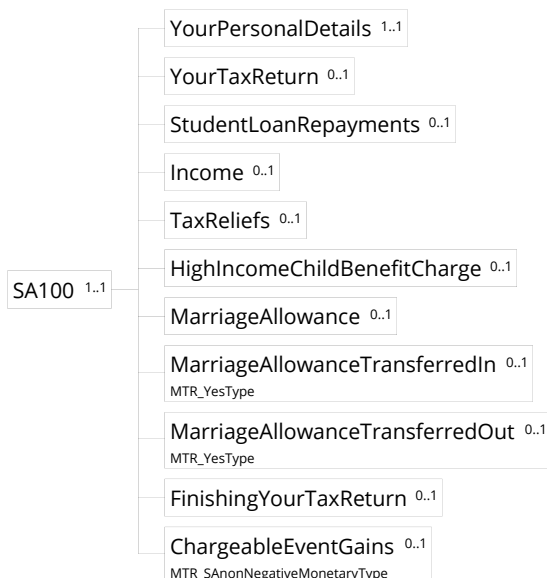 YourPersonalDetails 1..1
YourTaxReturn 0..1
StudentLoanRepayments 0..1
Income 0..1
TaxReliefs 0..1
HighIncomeChildBenefitCharge 0..1
SA100 1..1
MarriageAllowance 0..1
MarriageAllowanceTransferredIn 0..1
MTR_YesType
MarriageAllowanceTransferredOut 0..1
MTR_YesType
FinishingYourTaxReturn 0..1
ChargeableEventGains 0..1
MTR_SAnonNegativeMonetaryType